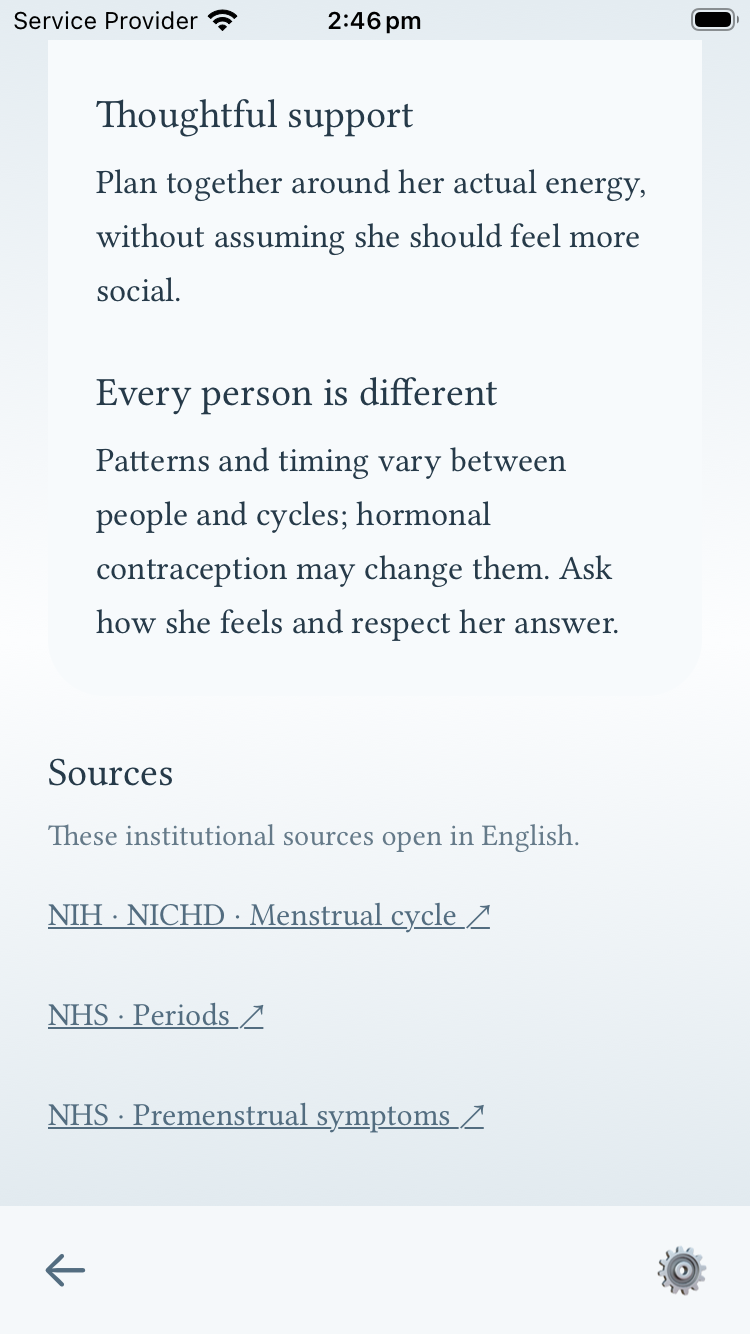 Service Provider 2:46 pm
Thoughtful support
Plan together around her actual energy,
without assuming she should feel more
social.
Every person is different
Patterns and timing vary between
people and cycles; hormonal
contraception may change them. Ask
how she feels and respect her answer.
Sources
These institutional sources open in English.
NIH · NICHD · Menstrual cycle ↗
NHS · Periods ↗
NHS · Premenstrual symptoms ↗